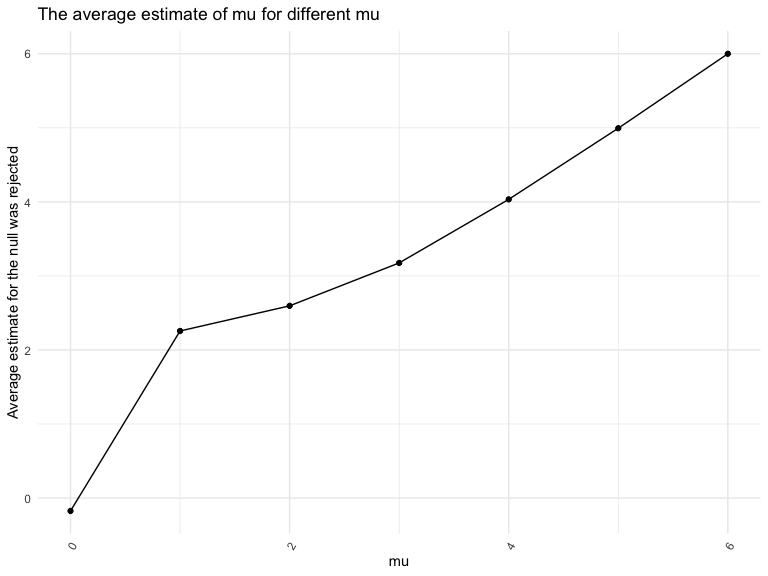 The average estimate of mu for different mu
Average estimate for the null was rejected
6
4
2
0
0
2
4
6
mu